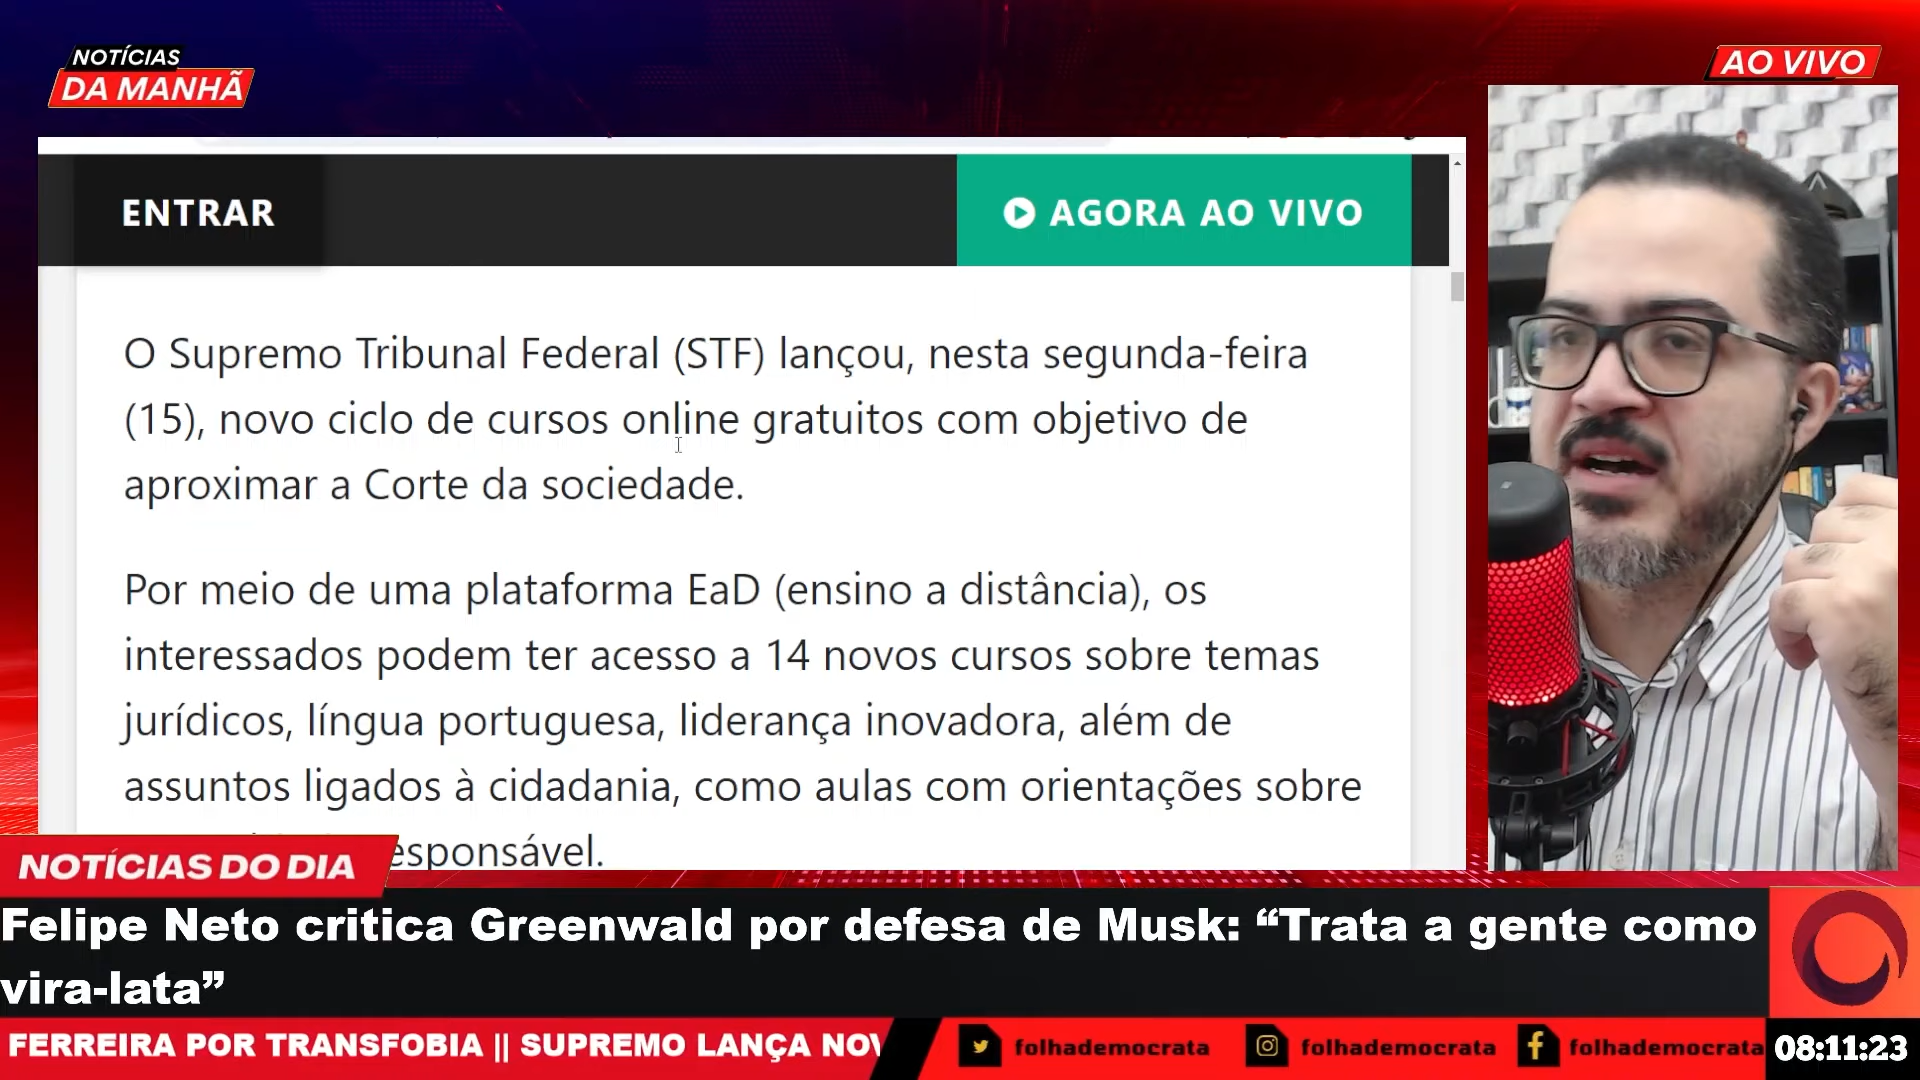 NOTÍCIAS
DA MANHÃ
AO VIVO
ENTRAR
AGORA AO VIVO
O Supremo Tribunal Federal (STF) lançou, nesta segunda-feira
(15), novo ciclo de cursos online gratuitos com objetivo de
aproximar a Corte da sociedade.
Por meio de uma plataforma EaD (ensino a distância), os
interessados podem ter acesso a 14 novos cursos sobre temas
jurídicos, língua portuguesa, liderança inovadora, além de
assuntos ligados à cidadania, como aulas com orientações sobre
esponsável.
NOTÍCIAS DO DIA
Felipe Neto critica Greenwald por defesa de Musk: “Trata a gente como
vira-lata”
FERREIRA POR TRANSFOBIA || SUPREMO LANÇA NOV
folhademocrata
folhademocrata
folhademocrata
08:11:23